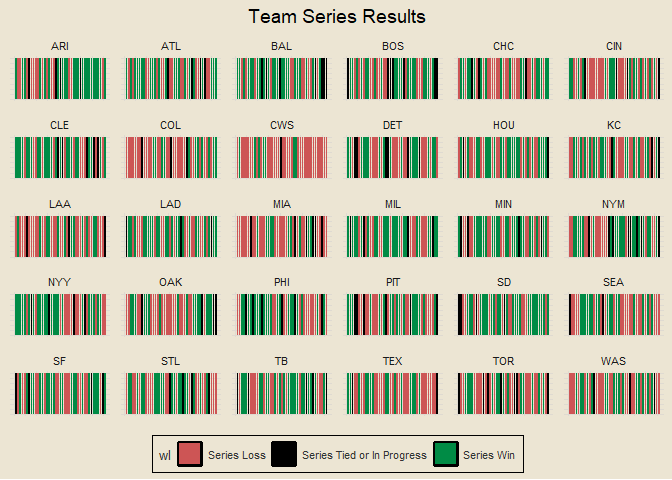 Team Series Results
ARI ATL BAL BOS CHC CIN
CLE COL CWS DET HOU KC
LAA LAD MIA MIL MIN NYM
NYY OAK PHI PIT SD SEA
SF STL TB TEX TOR WAS
wl Series Loss Series Tied or In Progress Series Win